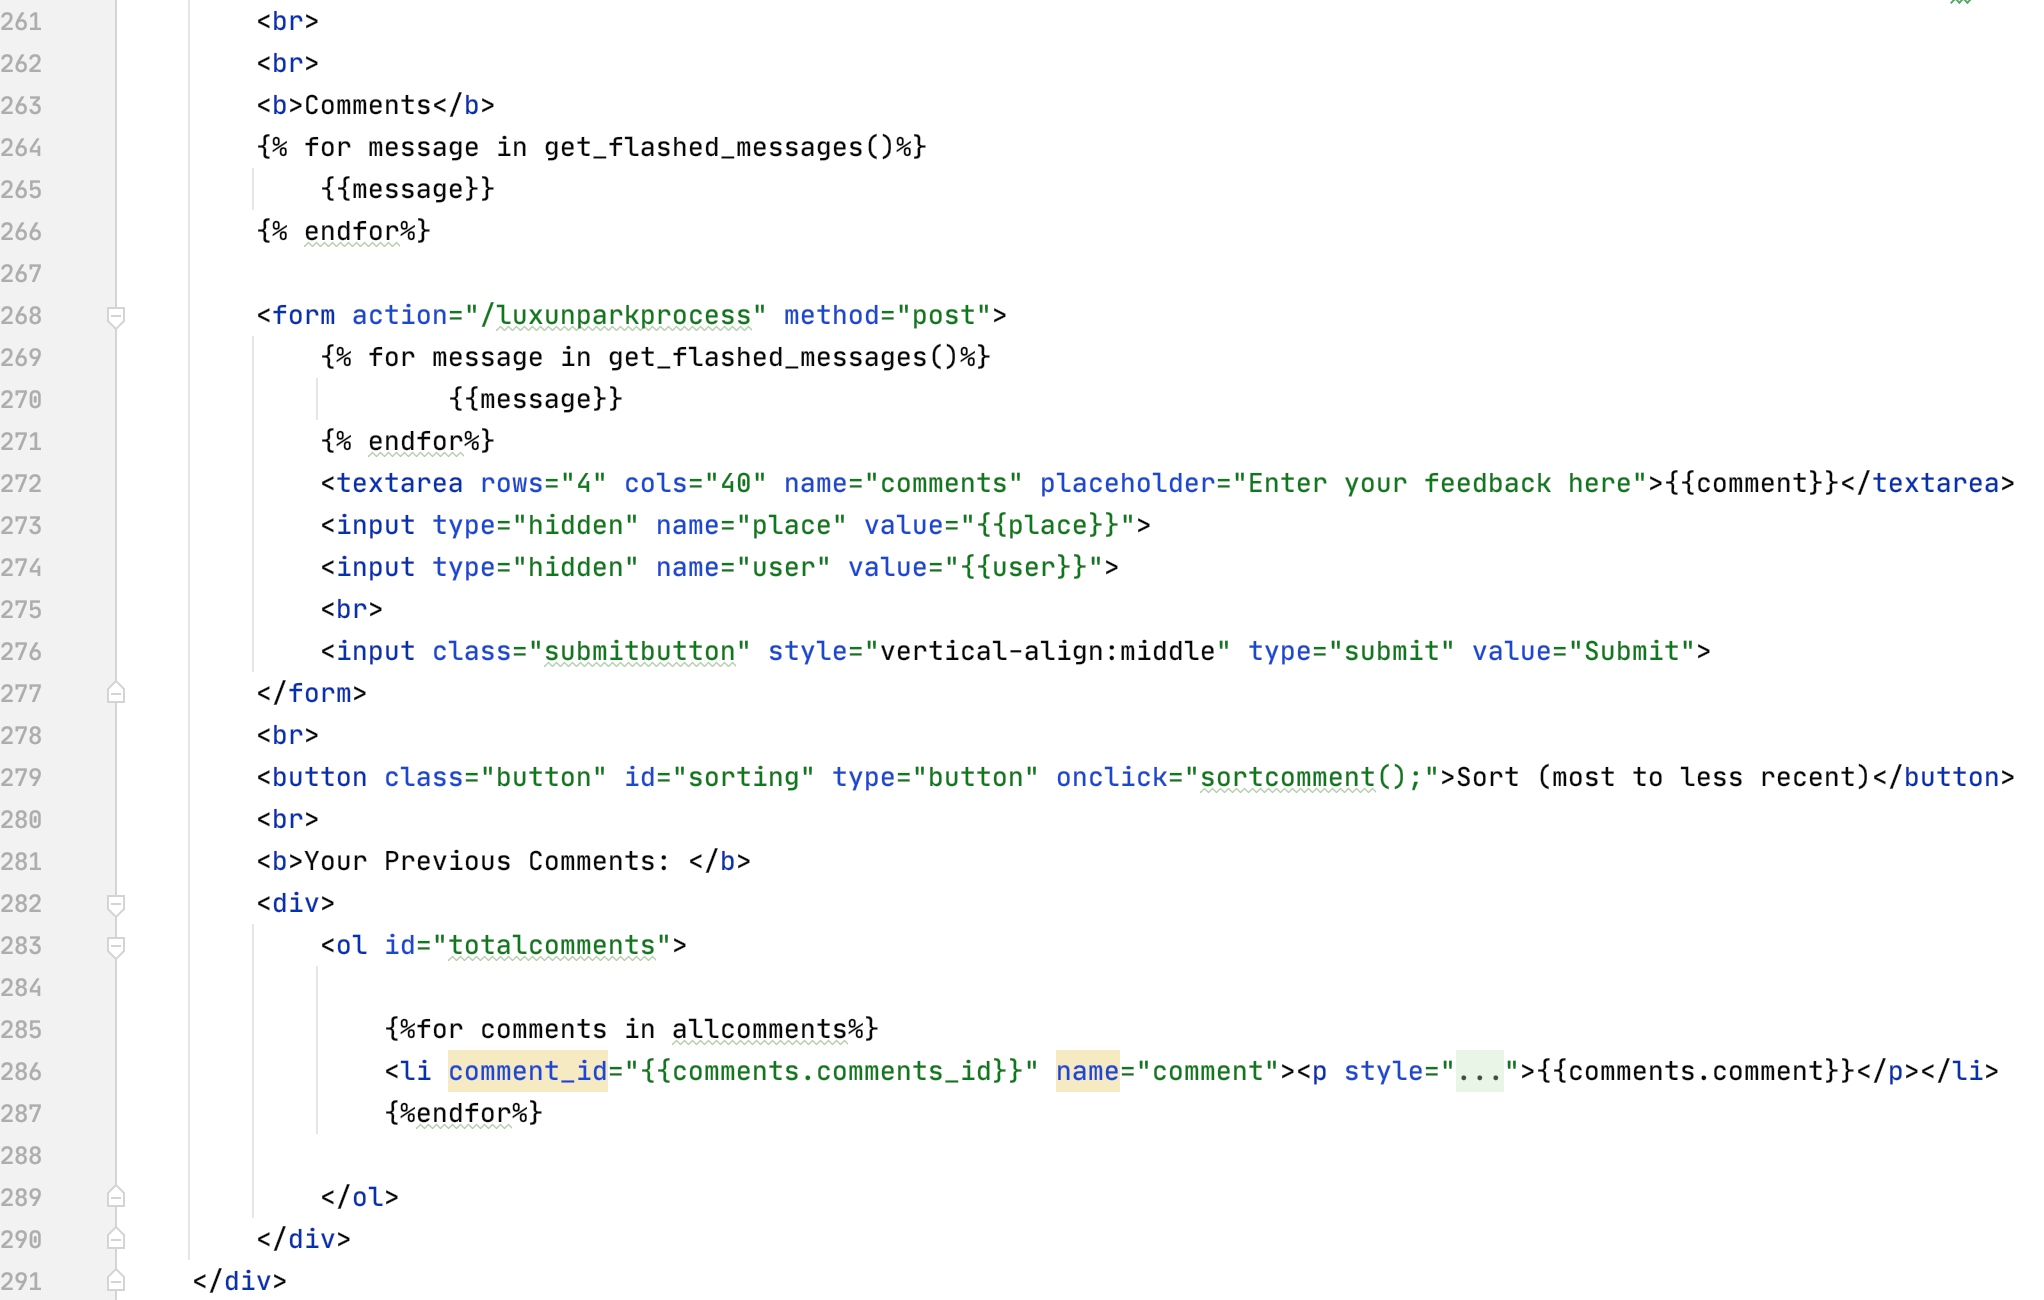 261 <br>
262 <br>
263 <b>Comments</b>
264 {% for message in get_flashed_messages()%}
265 {{message}}
266 {% endfor%}
267
268 <form action="/luxunparkprocess" method="post">
269 {% for message in get_flashed_messages()%}
270 {{message}}
271 {% endfor%}
272 <textarea rows="4" cols="40" name="comments" placeholder="Enter your feedback here">{{comment}}</textarea>
273 <input type="hidden" name="place" value="{{place}}">
274 <input type="hidden" name="user" value="{{user}}">
275 <br>
276 <input class="submitbutton" style="vertical-align:middle" type="submit" value="Submit">
277 </form>
278 <br>
279 <button class="button" id="sorting" type="button" onclick="sortcomment();">Sort (most to less recent)</button>
280 <br>
281 <b>Your Previous Comments: </b>
282 <div>
283 <ol id="totalcomments">
284
285 {%for comments in allcomments%}
286 <li comment_id="{{comments.comments_id}}" name="comment"><p style="...">{{comments.comment}}</p></li>
287 {%endfor%}
288
289 </ol>
290 </div>
291 </div>